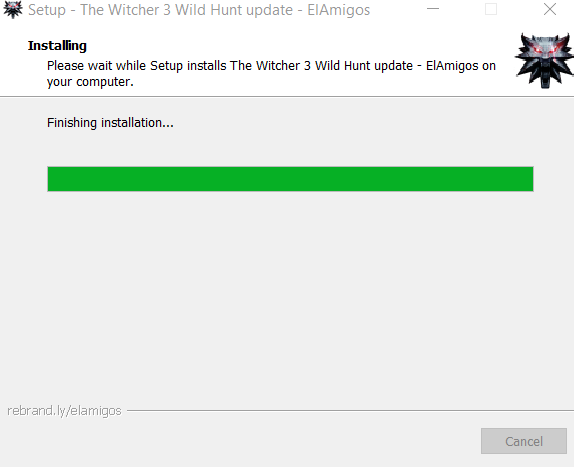 Setup - The Witcher 3 Wild Hunt update - ElAmigos
Installing
Please wait while Setup installs The Witcher 3 Wild Hunt update - ElAmigos on
your computer.
Finishing installation...
rebrand.ly/elamigos
Cancel